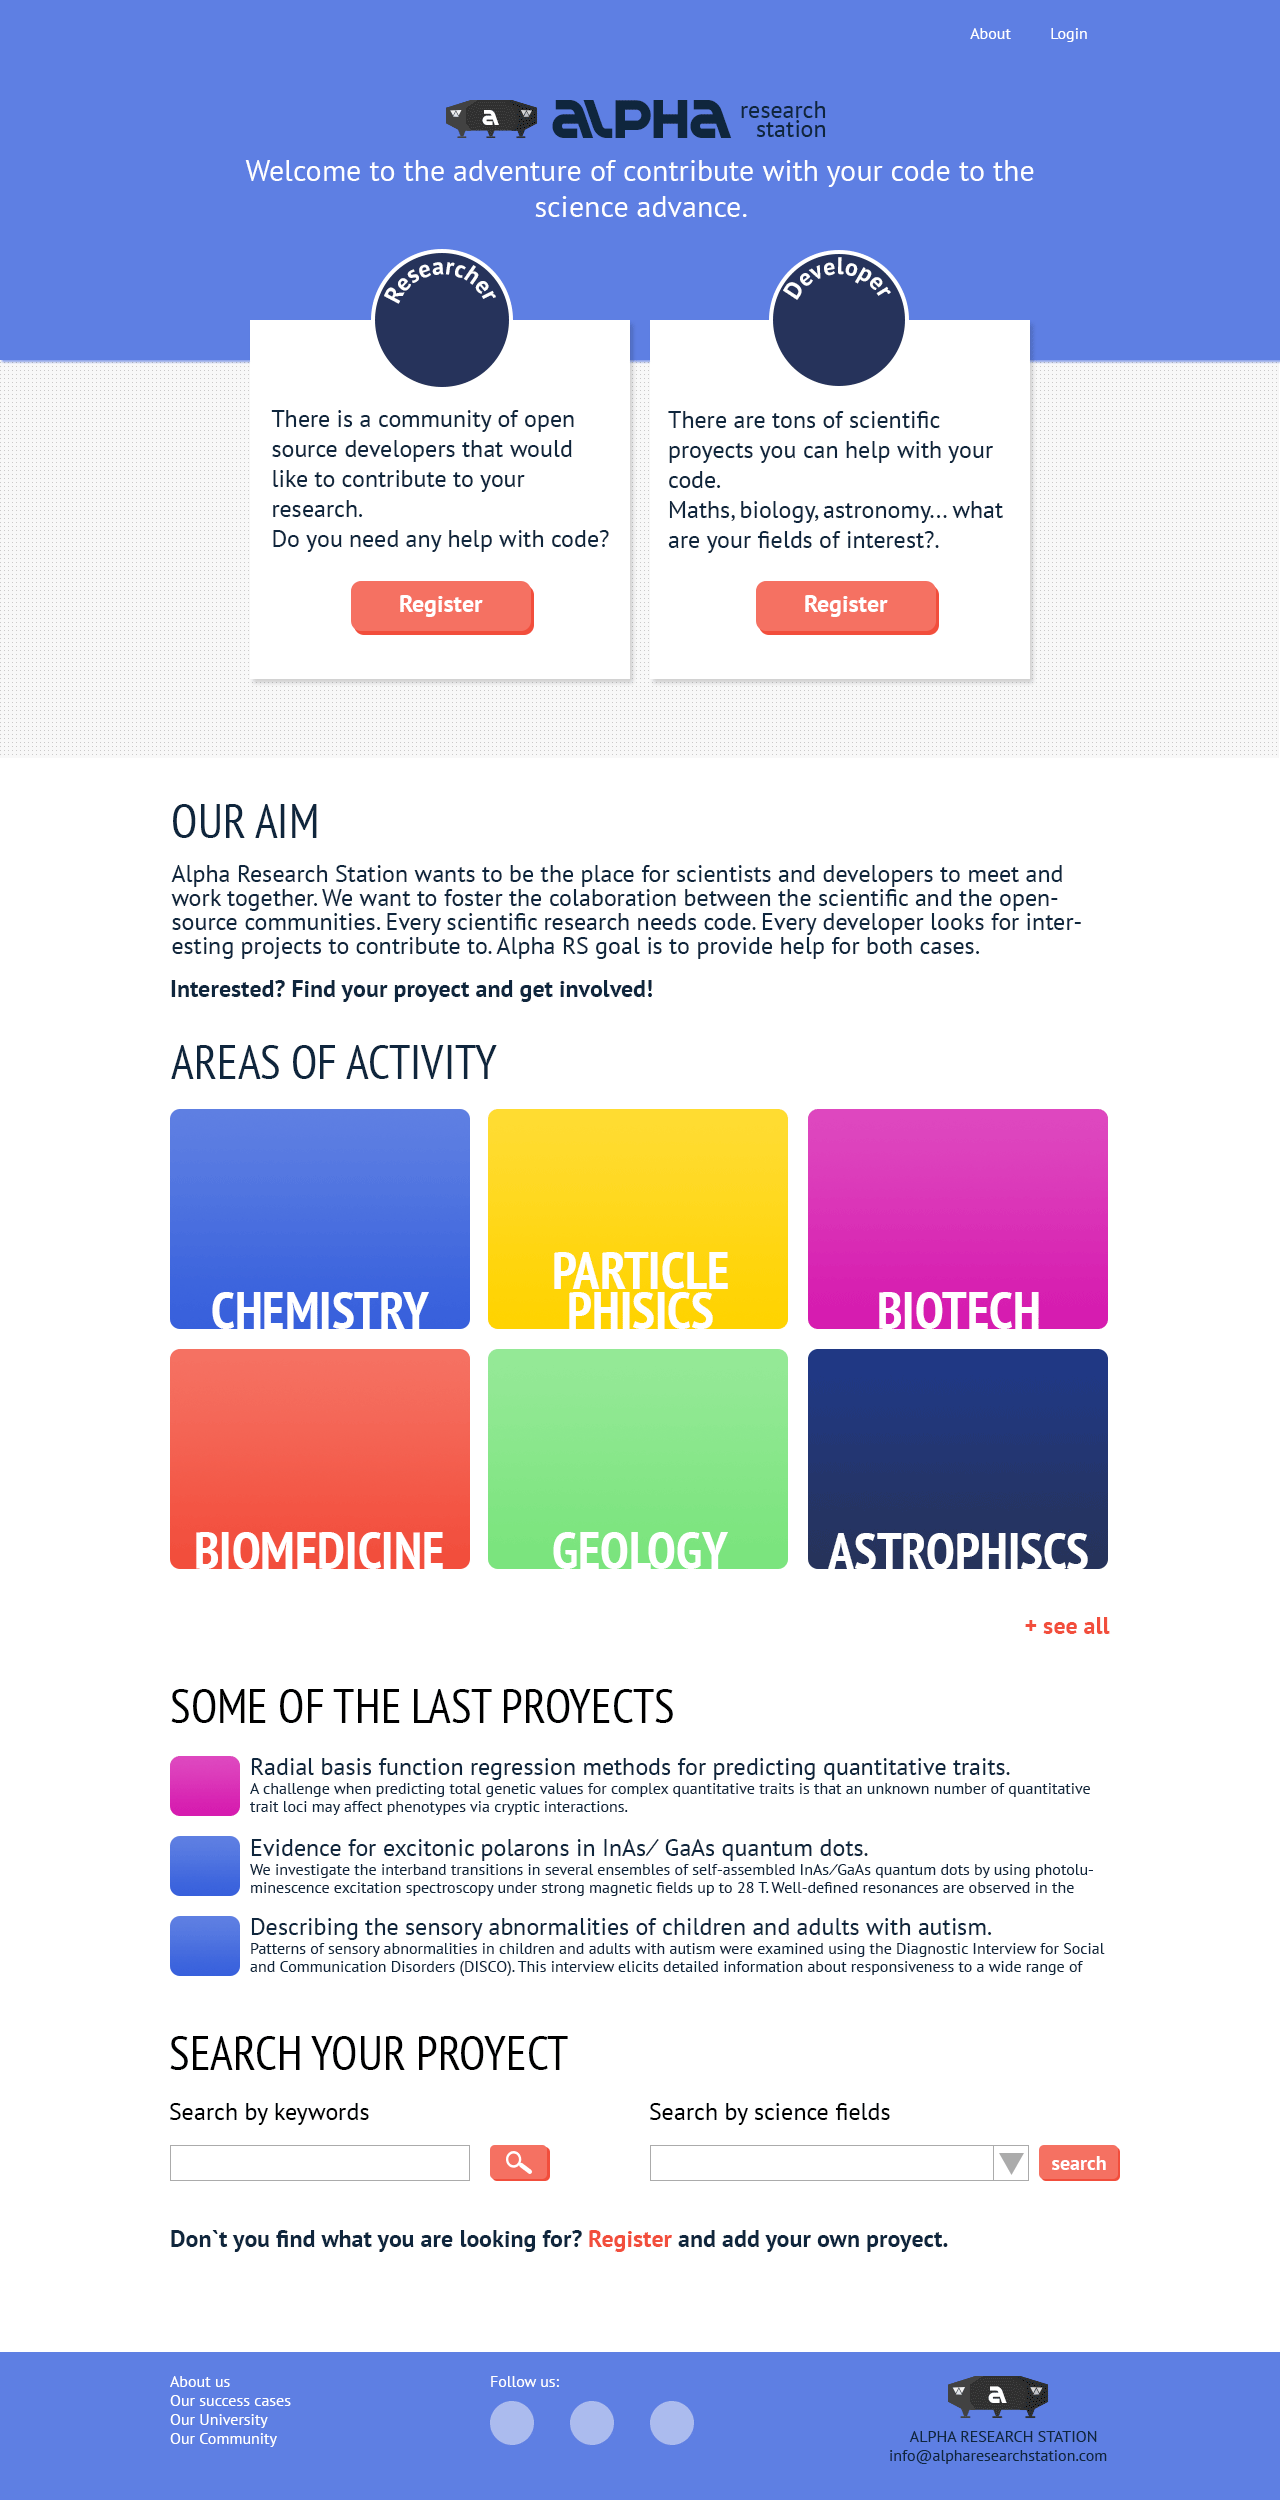 About Login
a ALPHA research
station
Welcome to the adventure of contribute with your code to the
science advance.
Researcher
There is a community of open
source developers that would
like to contribute to your
research.
Do you need any help with code?
Register
Developer
There are tons of scientific
proyects you can help with your
code.
Maths, biology, astronomy... what
are your fields of interest?.
Register
OUR AIM
Alpha Research Station wants to be the place for scientists and developers to meet and
work together. We want to foster the colaboration between the scientific and the open-
source communities. Every scientific research needs code. Every developer looks for inter-
esting projects to contribute to. Alpha RS goal is to provide help for both cases.
Interested? Find your proyect and get involved!
AREAS OF ACTIVITY
CHEMISTRY
PARTICLE
PHISICS
BIOTECH
BIOMEDICINE
GEOLOGY
ASTROPHISCS
+ see all
SOME OF THE LAST PROYECTS
Radial basis function regression methods for predicting quantitative traits.
A challenge when predicting total genetic values for complex quantitative traits is that an unknown number of quantitative
trait loci may affect phenotypes via cryptic interactions.
Evidence for excitonic polarons in InAs⁄ GaAs quantum dots.
We investigate the interband transitions in several ensembles of self-assembled InAs⁄GaAs quantum dots by using photolu-
minescence excitation spectroscopy under strong magnetic fields up to 28 T. Well-defined resonances are observed in the
Describing the sensory abnormalities of children and adults with autism.
Patterns of sensory abnormalities in children and adults with autism were examined using the Diagnostic Interview for Social
and Communication Disorders (DISCO). This interview elicits detailed information about responsiveness to a wide range of
SEARCH YOUR PROYECT
Search by keywords
Search by science fields
search
Don`t you find what you are looking for? Register and add your own proyect.
About us
Our success cases
Our University
Our Community
Follow us:
a
ALPHA RESEARCH STATION
info@alpharesearchstation.com